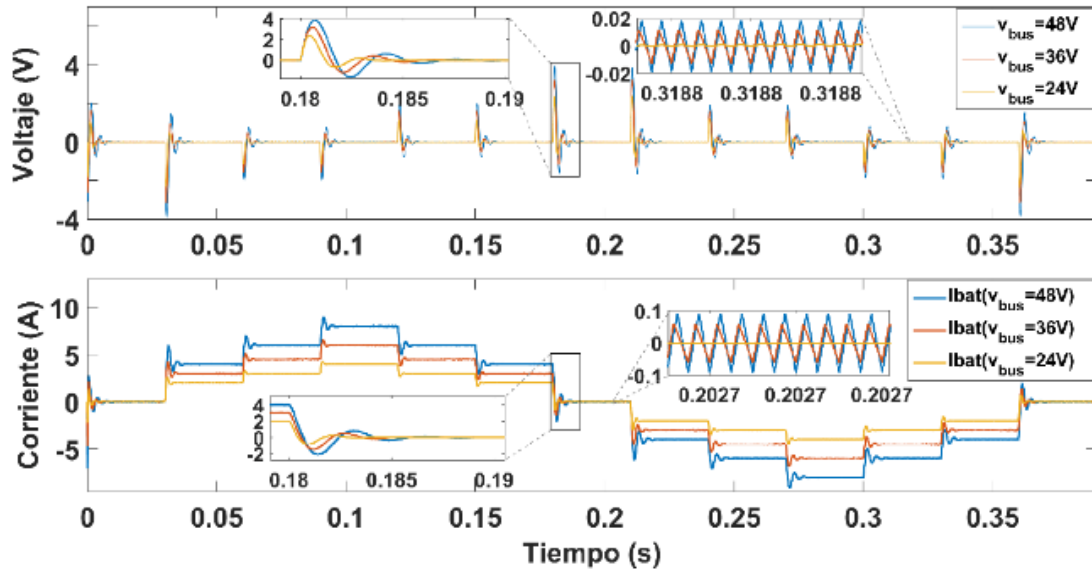 4
2
0
0.18 0.185 0.19
0.02
0
-0.02
0.3188 0.3188 0.3188
v_bus=48V
v_bus=36V
v_bus=24V
Voltaje (V)
4
0
-4
0 0.05 0.1 0.15 0.2 0.25 0.3 0.35
Corriente (A)
10
5
0
-5
4
2
0
-2
0.18 0.185 0.19
0.1
0
-0.1
0.2027 0.2027 0.2027
Ibat(v_bus=48V)
Ibat(v_bus=36V)
Ibat(v_bus=24V)
0 0.05 0.1 0.15 0.2 0.25 0.3 0.35
Tiempo (s)